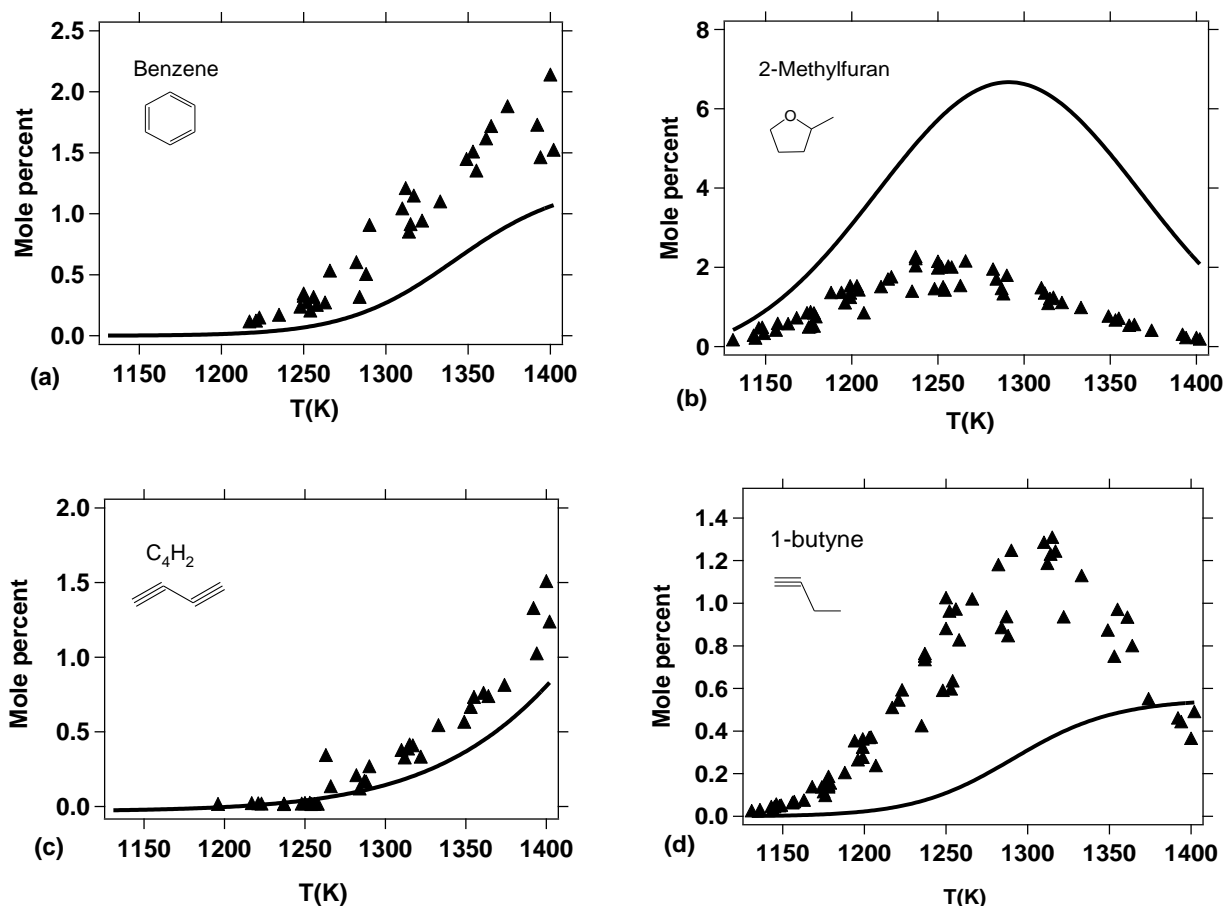 2.5
2.0
1.5
1.0
0.5
0.0
Mole percent
Benzene
1150 1200 1250 1300 1350 1400
T(K)
(a)
8
6
4
2
0
Mole percent
2-Methylfuran
O
1150 1200 1250 1300 1350 1400
T(K)
(b)
2.0
1.5
1.0
0.5
0.0
Mole percent
C₄H₂
1150 1200 1250 1300 1350 1400
T(K)
(c)
1.4
1.2
1.0
0.8
0.6
0.4
0.2
0.0
Mole percent
1-butyne
1150 1200 1250 1300 1350 1400
T(K)
(d)